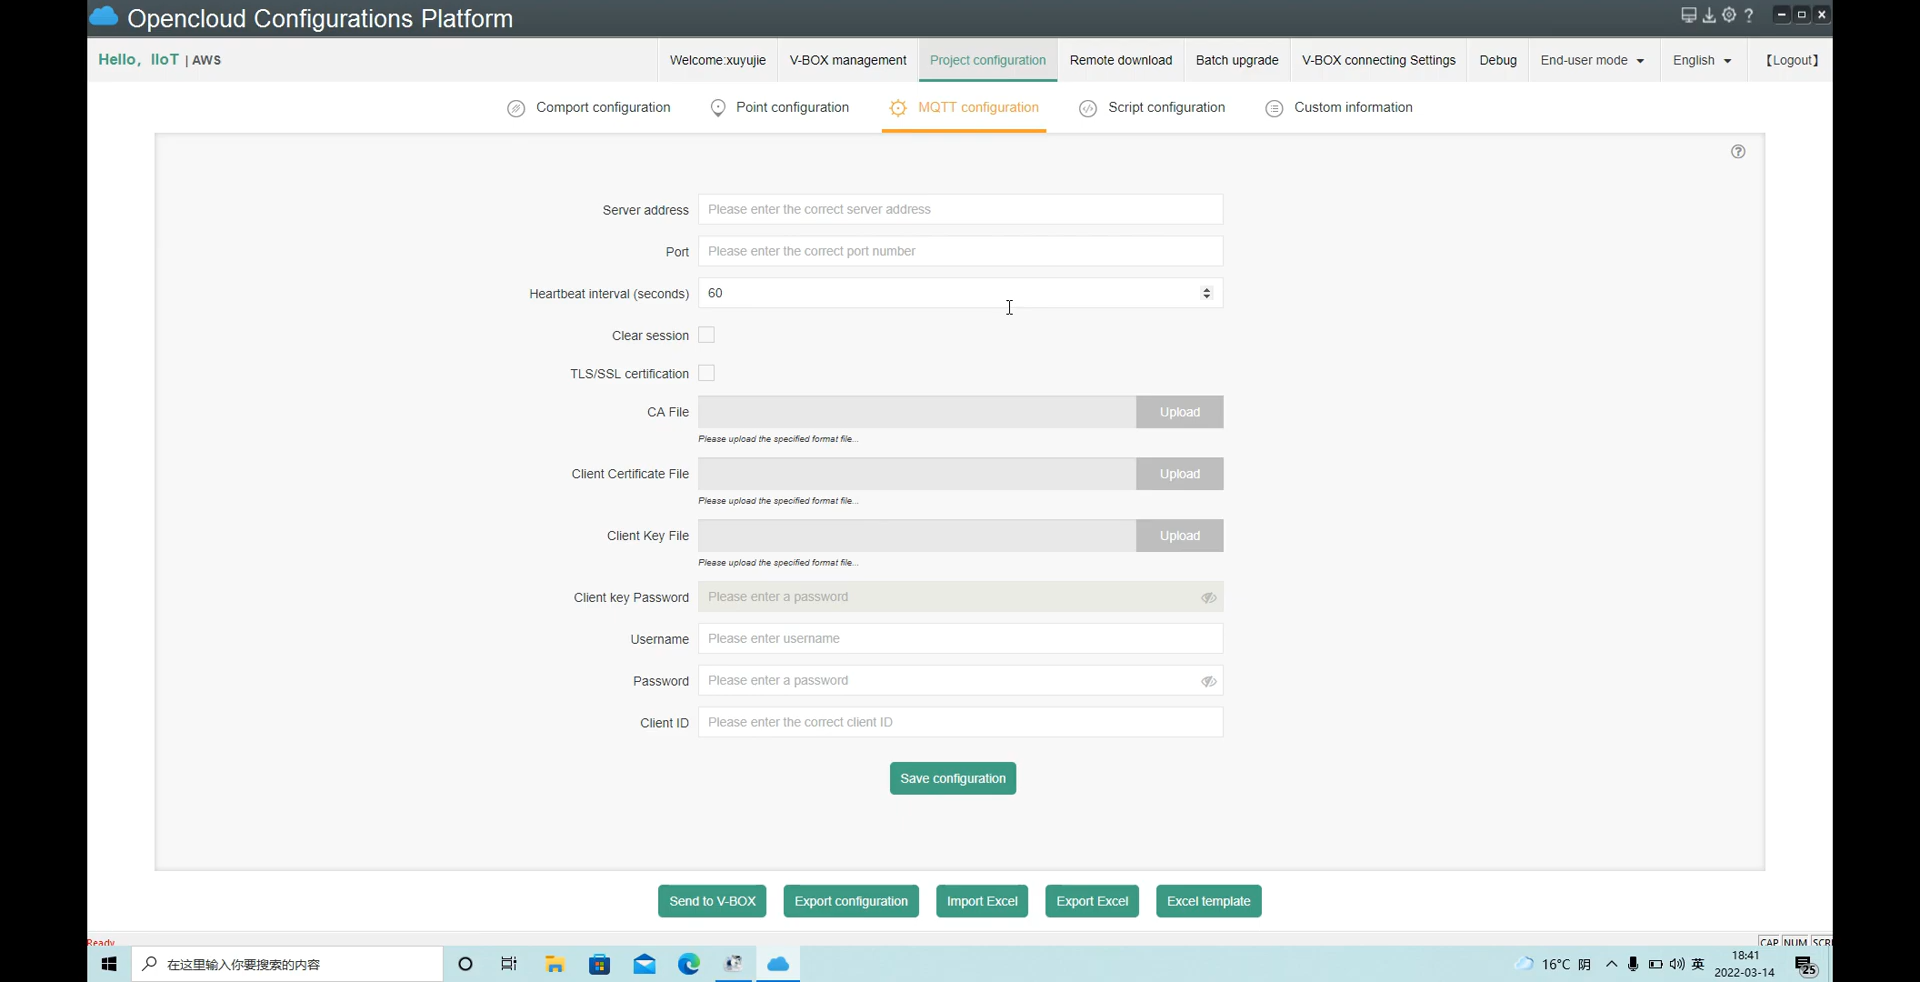 Opencloud Configurations Platform
Hello, IIoT | AWS
Welcome:xuyujie
V-BOX management
Project configuration
Remote download
Batch upgrade
V-BOX connecting Settings
Debug
End-user mode
English
【Logout】
Comport configuration
Point configuration
MQTT configuration
Script configuration
Custom information
Server address Please enter the correct server address
Port Please enter the correct port number
Heartbeat interval (seconds) 60
Clear session
TLS/SSL certification
CA File Upload
Please upload the specified format file...
Client Certificate File Upload
Please upload the specified format file...
Client Key File Upload
Please upload the specified format file...
Client key Password Please enter a password
Username Please enter username
Password Please enter a password
Client ID Please enter the correct client ID
Save configuration
Send to V-BOX
Export configuration
Import Excel
Export Excel
Excel template
Ready
CAP NUM SCRL
在这里输入你要搜索的内容
16°C 阴
英
18:41
2022-03-14
25